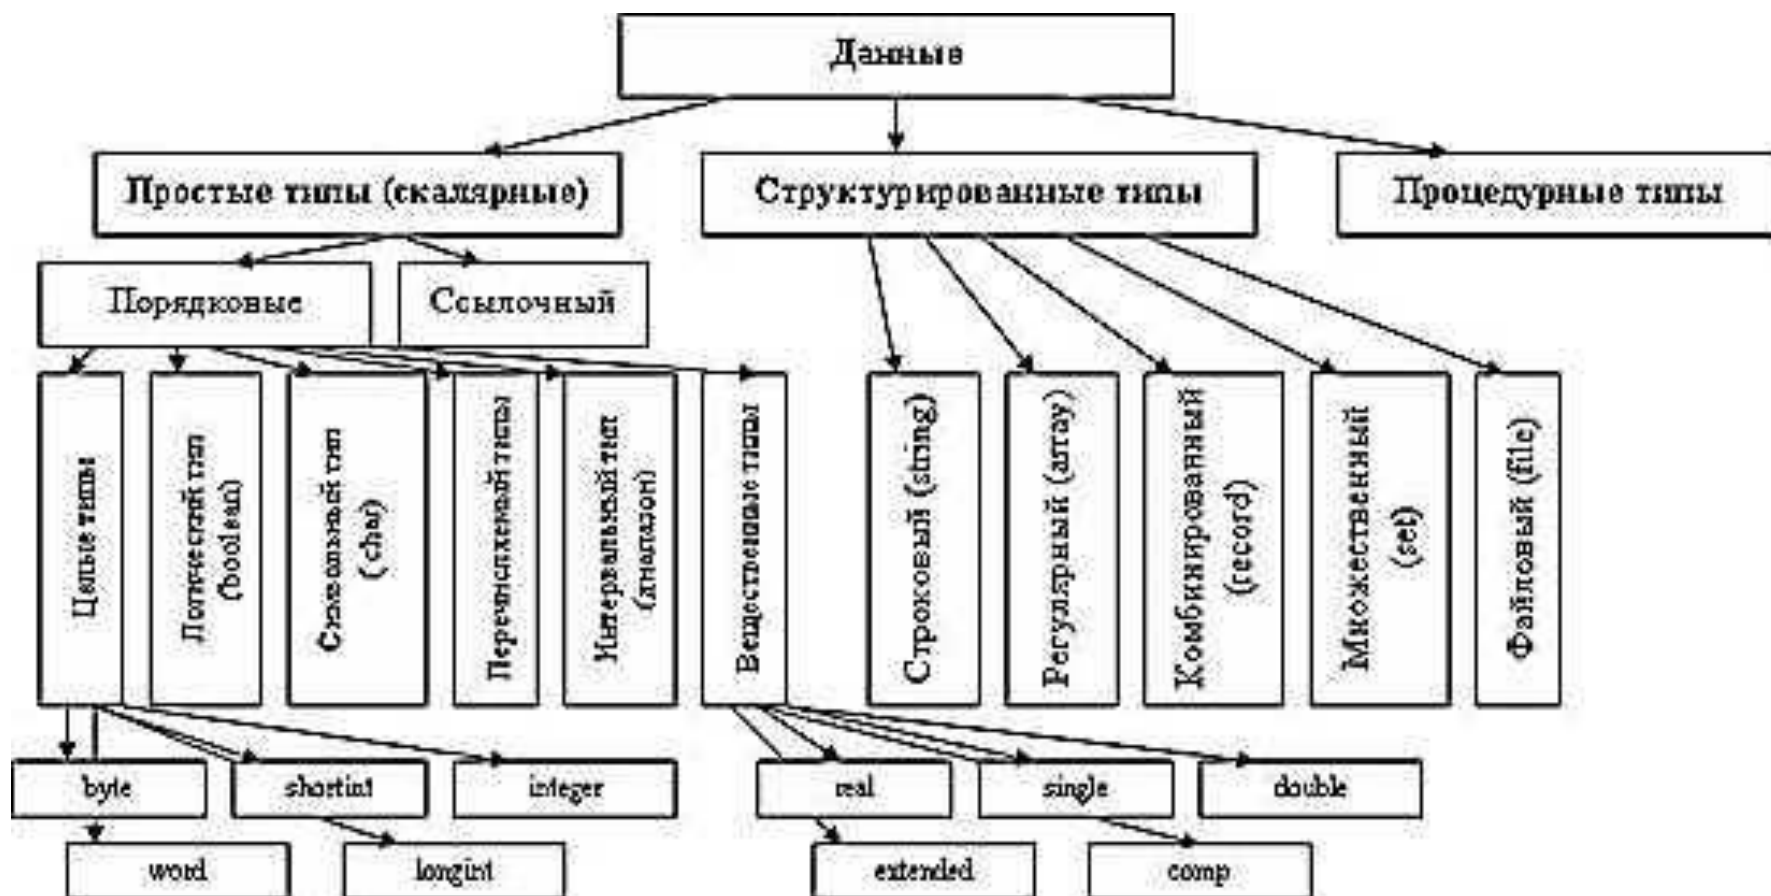 Данные
Простые типы (скалярные)
Структурированные типы
Процедурные типы
Порядковые
Ссылочный
Целые типы
Логический тип
(boolean)
Символьный тип
(char)
Перечисляемый типы
Интервальный тип
(диапазон)
Вещественные типы
Строковый (string)
Регулярный (array)
Комбинированный
(record)
Множественный
(set)
Файловый (file)
byte
shortint
integer
real
single
double
word
longint
extended
comp